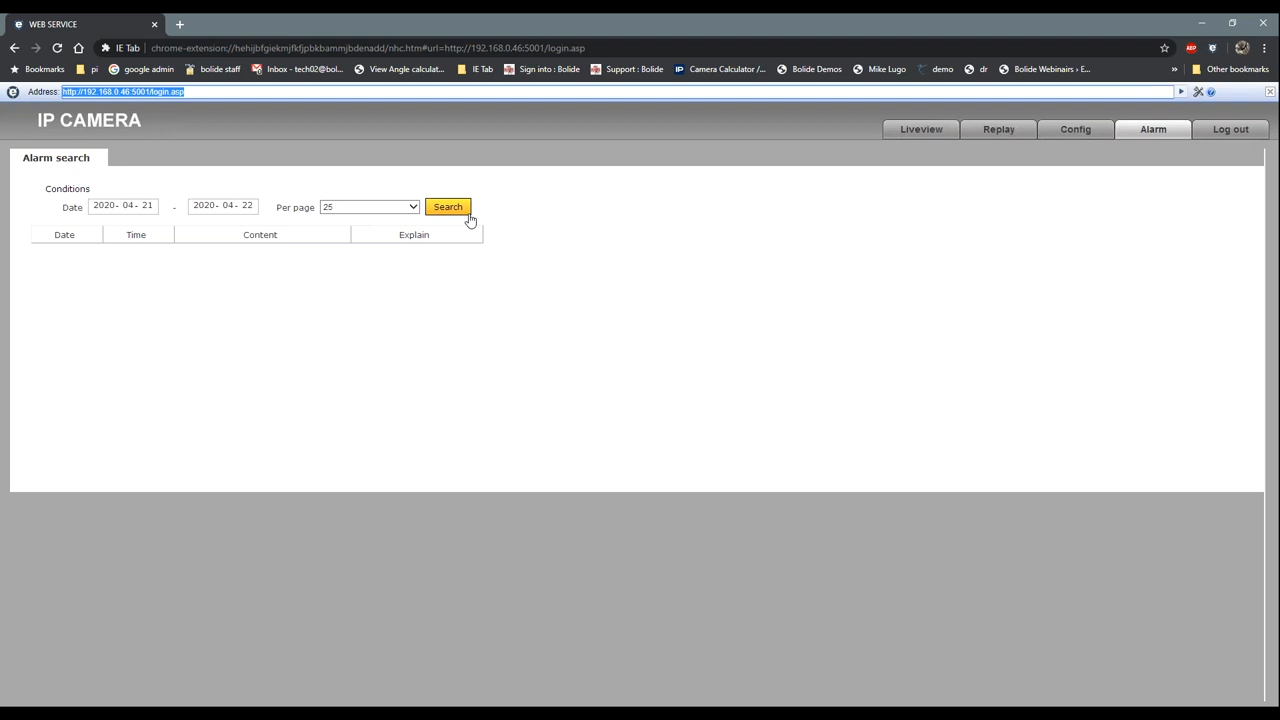 WEB SERVICE
IE Tab chrome-extension://hehijbfgiekmjfkfjpbkbammjbdenadd/nhc.htm#url=http://192.168.0.46:5001/login.asp ABP
Bookmarks pi google admin bolide staff Inbox - tech02@bol... View Angle calculat... IE Tab Sign into : Bolide Support : Bolide IP Camera Calculator /... Bolide Demos Mike Lugo demo dr Bolide Webinairs › E... » Other bookmarks
Address: http://192.168.0.46:5001/login.asp
IP CAMERA
Liveview Replay Config Alarm Log out
Alarm search
Conditions
Date 2020- 04- 21 - 2020- 04- 22 Per page 25 Search
Date Time Content Explain